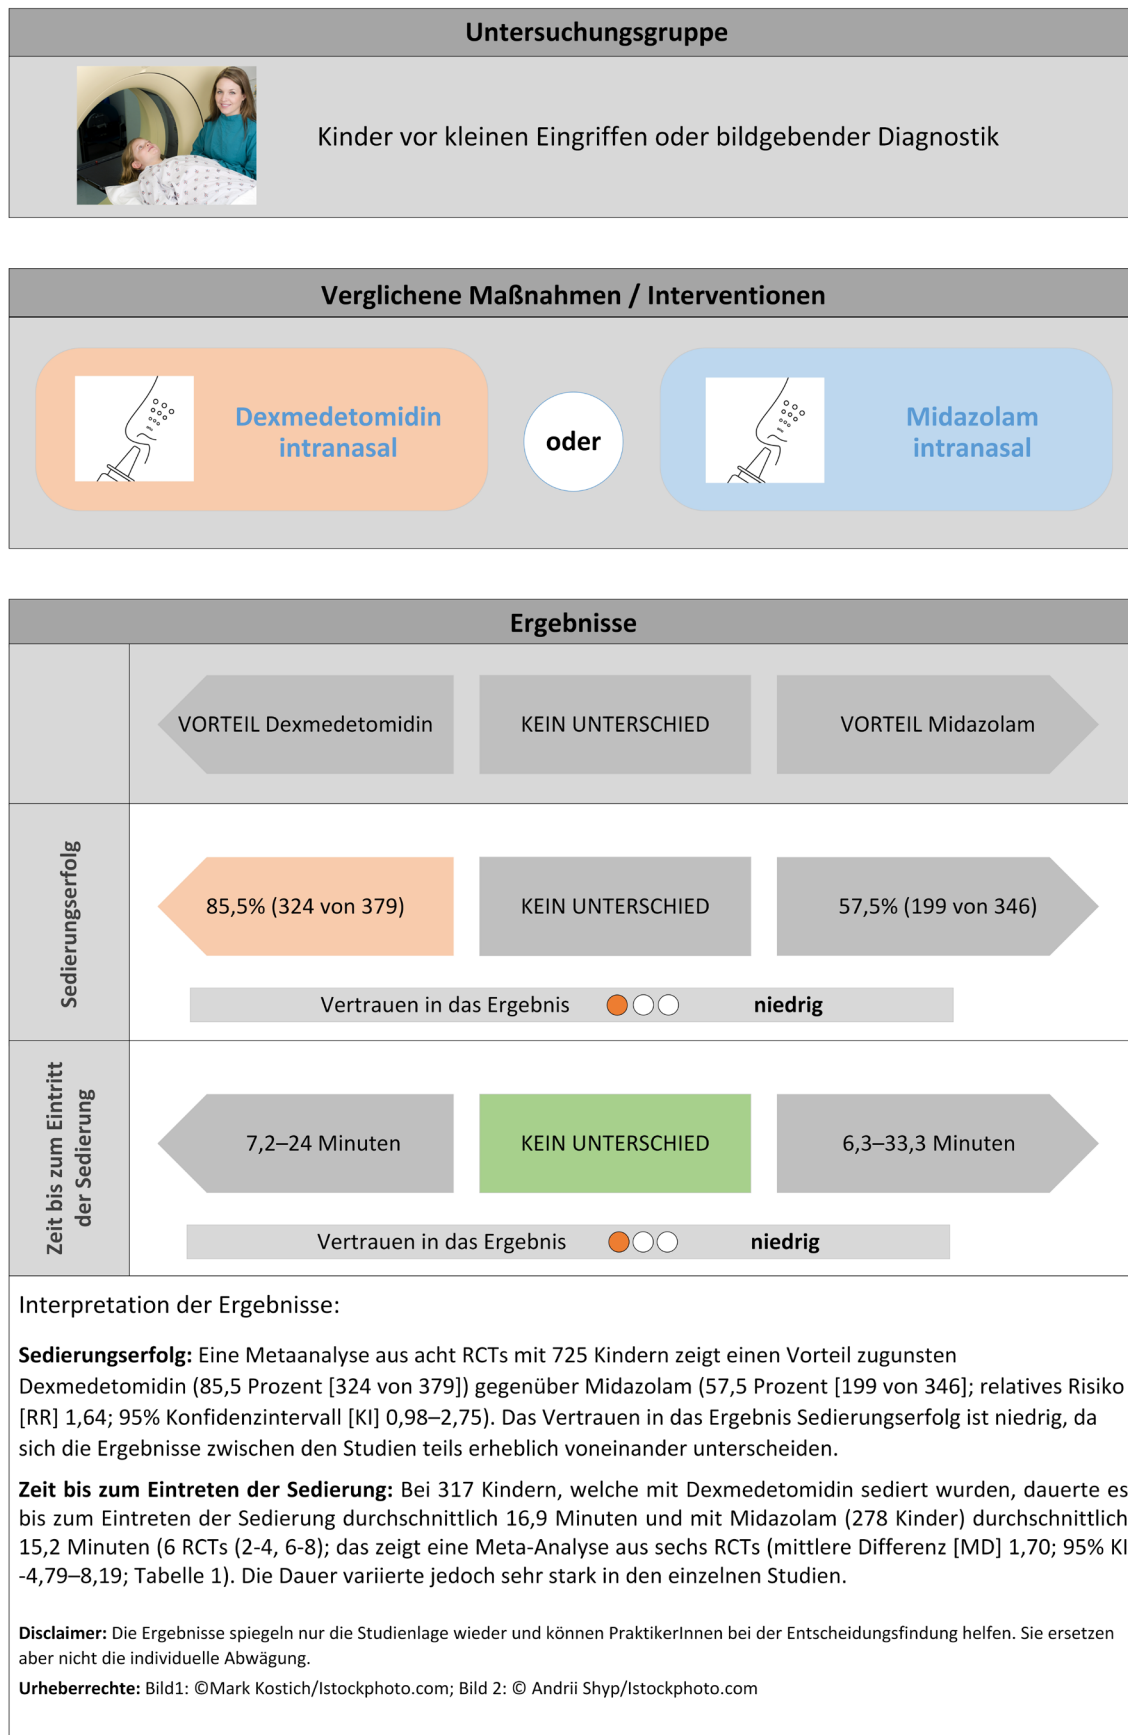 Untersuchungsgruppe
Kinder vor kleinen Eingriffen oder bildgebender Diagnostik
Verglichene Maßnahmen / Interventionen
Dexmedetomidin
intranasal
oder
Midazolam
intranasal
Ergebnisse
VORTEIL Dexmedetomidin
KEIN UNTERSCHIED
VORTEIL Midazolam
Sedierungserfolg
85,5% (324 von 379)
KEIN UNTERSCHIED
57,5% (199 von 346)
Vertrauen in das Ergebnis
niedrig
Zeit bis zum Eintritt
der Sedierung
7,2–24 Minuten
KEIN UNTERSCHIED
6,3–33,3 Minuten
Vertrauen in das Ergebnis
niedrig
Interpretation der Ergebnisse:
Sedierungserfolg: Eine Metaanalyse aus acht RCTs mit 725 Kindern zeigt einen Vorteil zugunsten
Dexmedetomidin (85,5 Prozent [324 von 379]) gegenüber Midazolam (57,5 Prozent [199 von 346]; relatives Risiko
[RR] 1,64; 95% Konfidenzintervall [KI] 0,98–2,75). Das Vertrauen in das Ergebnis Sedierungserfolg ist niedrig, da
sich die Ergebnisse zwischen den Studien teils erheblich voneinander unterscheiden.
Zeit bis zum Eintreten der Sedierung: Bei 317 Kindern, welche mit Dexmedetomidin sediert wurden, dauerte es
bis zum Eintreten der Sedierung durchschnittlich 16,9 Minuten und mit Midazolam (278 Kinder) durchschnittlich
15,2 Minuten (6 RCTs (2-4, 6-8); das zeigt eine Meta-Analyse aus sechs RCTs (mittlere Differenz [MD] 1,70; 95% KI
-4,79–8,19; Tabelle 1). Die Dauer variierte jedoch sehr stark in den einzelnen Studien.
Disclaimer: Die Ergebnisse spiegeln nur die Studienlage wieder und können PraktikerInnen bei der Entscheidungsfindung helfen. Sie ersetzen
aber nicht die individuelle Abwägung.
Urheberrechte: Bild1: ©Mark Kostich/Istockphoto.com; Bild 2: © Andrii Shyp/Istockphoto.com